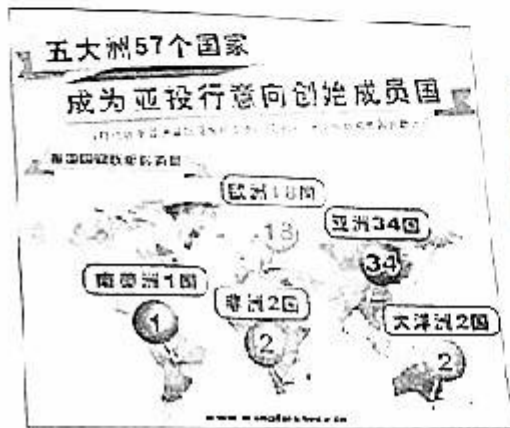 五大洲57个国家
成为亚投行意向创始成员国
欧洲18国
18
亚洲34国
34
南美洲1国
1
非洲2国
2
大洋洲2国
2